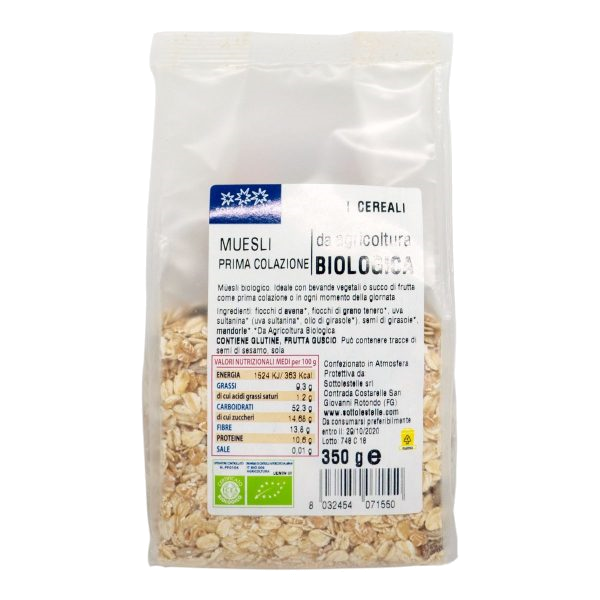 I CEREALI
MUESLI
PRIMA COLAZIONE
da agricoltura
BIOLOGICA
Müesli biologico. Ideale con bevande vegetali o succo di frutta
come prima colazione o in ogni momento della giornata
Ingredienti: fiocchi d'avena*, fiocchi di grano tenero*, uva
sultanina* (uva sultanina*, olio di girasole*), semi di girasole*,
mandorle* *Da Agricoltura Biologica
CONTIENE GLUTINE, FRUTTA GUSCIO. Può contenere tracce di
semi di sesamo, soia
VALORI NUTRIZIONALI MEDI per 100 g
ENERGIA 1524 KJ/ 363 Kcal
GRASSI 9,3 g
di cui acidi grassi saturi 1,2 g
CARBOIDRATI 52,3 g
di cui zuccheri 14,68 g
FIBRE 13,8 g
PROTEINE 10,6 g
SALE 0,01 g
Confezionato in Atmosfera
Protettiva da:
Sottolestelle srl
Contrada Costarelle San
Giovanni Rotondo (FG)
www.sottolestelle.com
Da consumarsi preferibilmente
entro il: 29/10/2020
Lotto: 748 C 18
350 g e
8 032454 071550